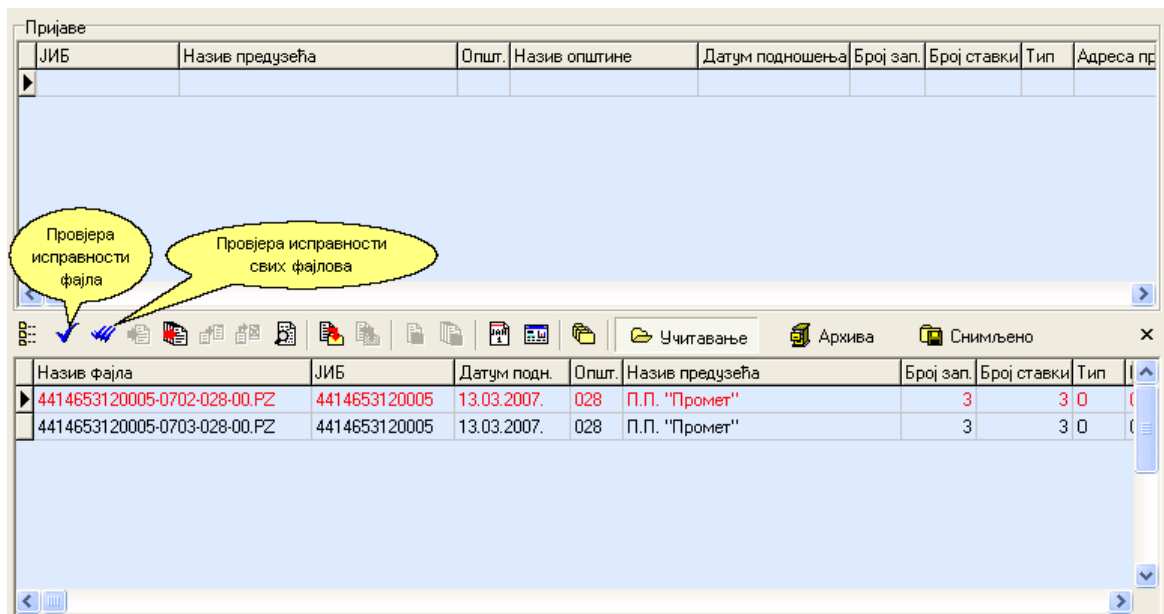 Пријаве
ЈИБ Назив предузећа Општ. Назив општине Датум подношења Број зап. Број ставки Тип Адреса пр
Провјера
исправности
фајла
Провјера исправности
свих фајлова
Учитавање Архива Снимљено
Назив фајла ЈИБ Датум подн. Општ. Назив предузећа Број зап. Број ставки Тип
4414653120005-0702-028-00.PZ 4414653120005 13.03.2007. 028 П.П. "Промет" 3 3 О
4414653120005-0703-028-00.PZ 4414653120005 13.03.2007. 028 П.П. "Промет" 3 3 О